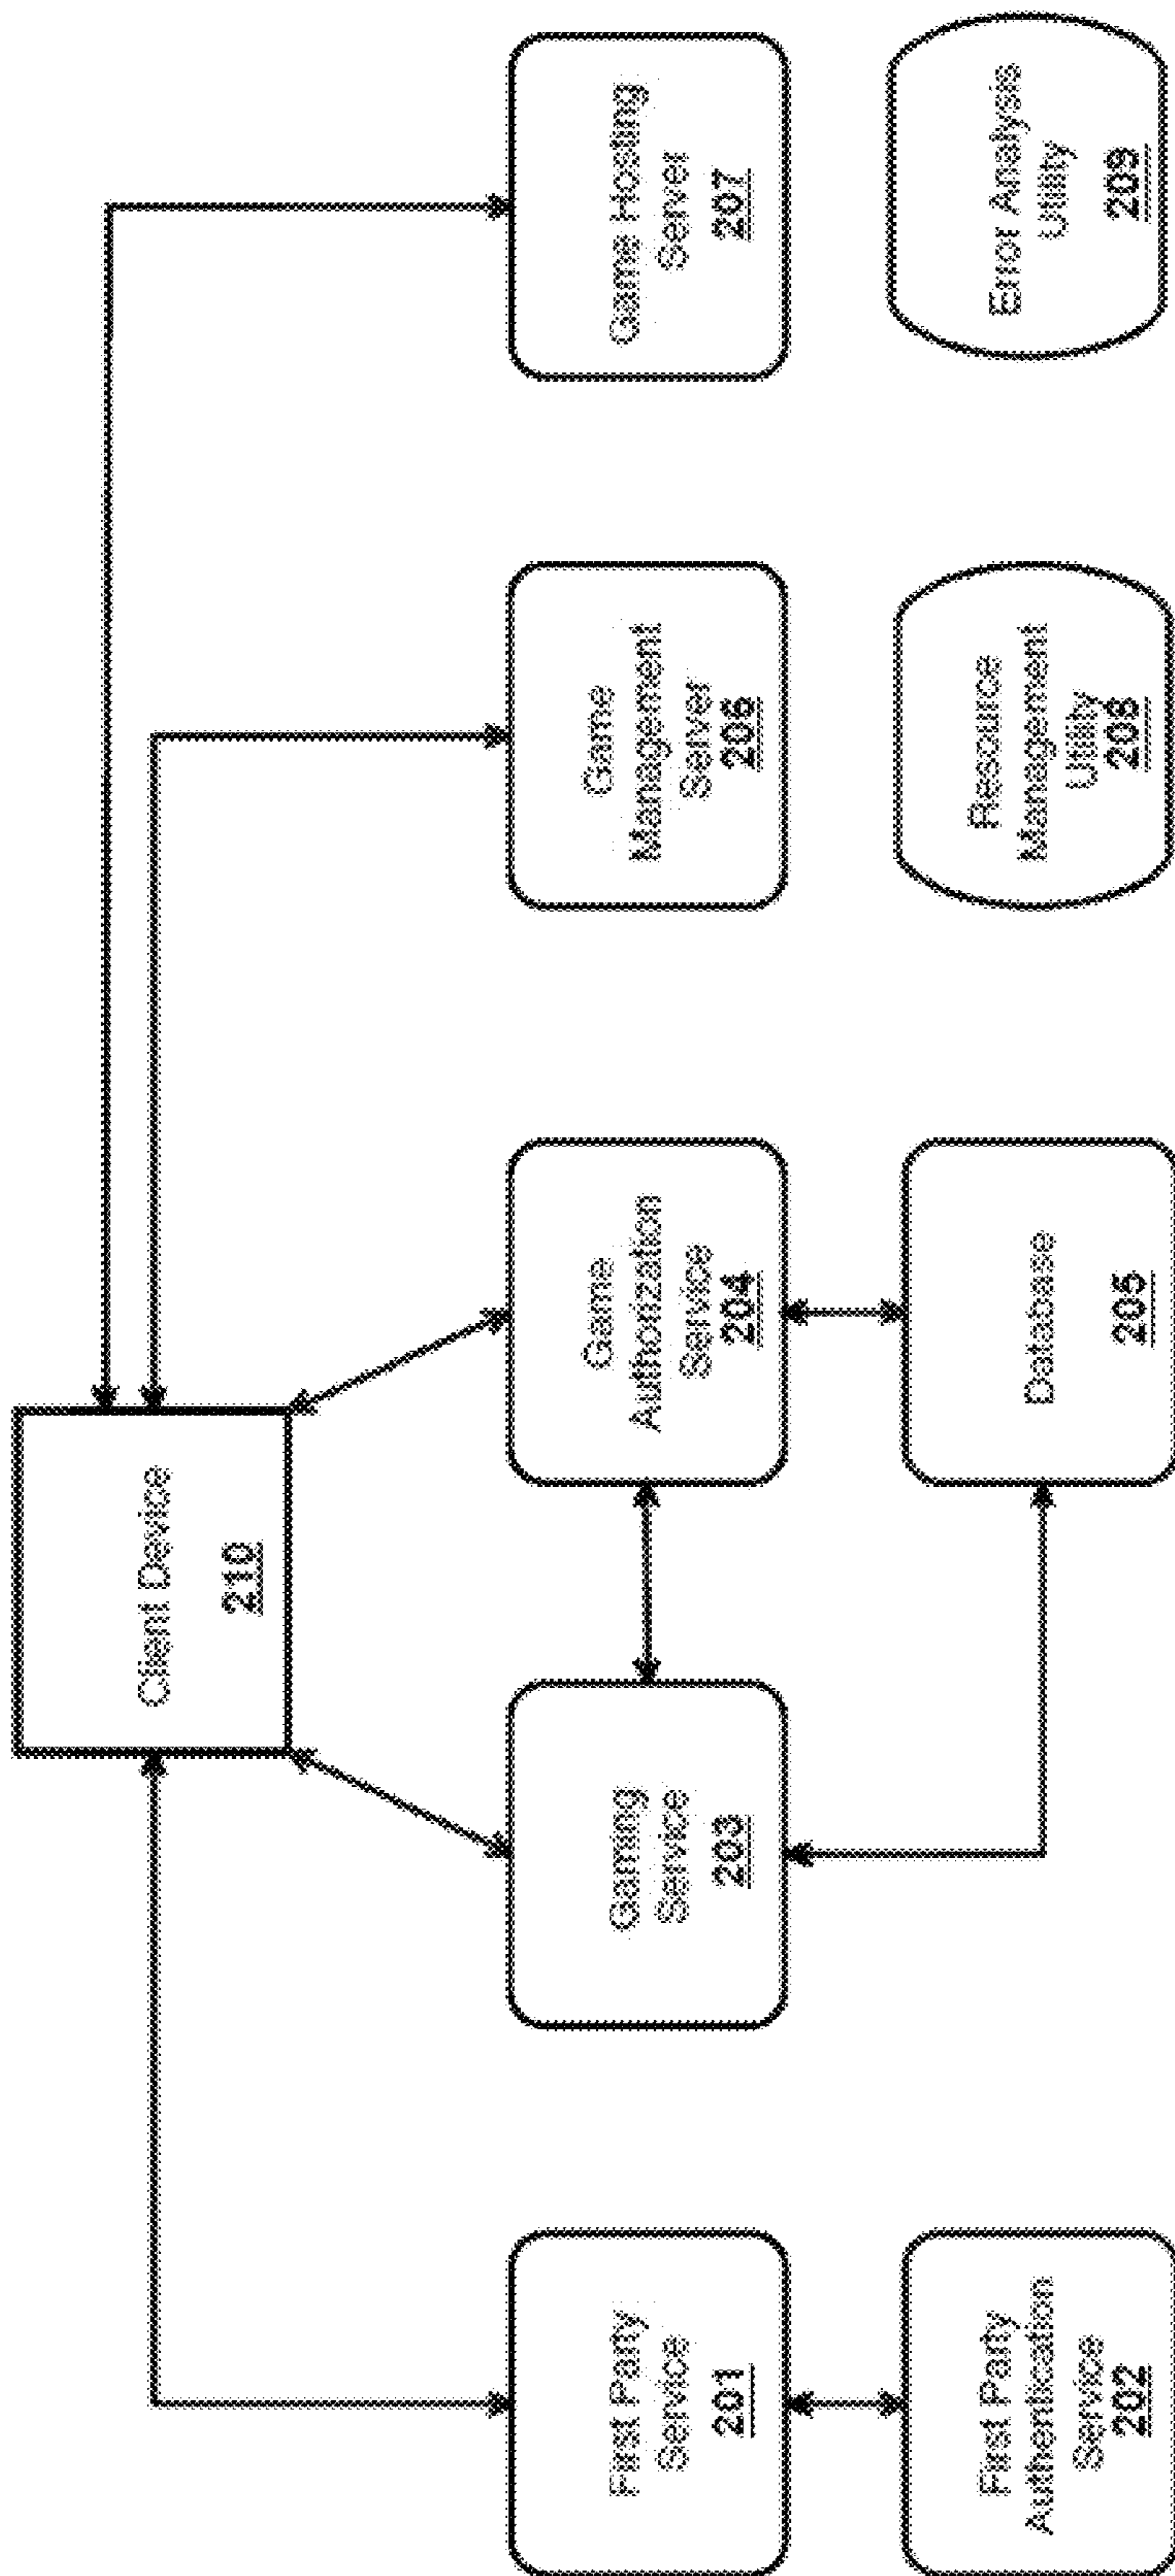 Client Device
210
First Party
Service
201
Gaming
Service
203
Game
Authorization
Service
204
Game
Management
Server
206
Game Hosting
Server
207
First Party
Authentication
Service
202
Database
205
Resource
Management
Utility
208
Error Analysis
Utility
209